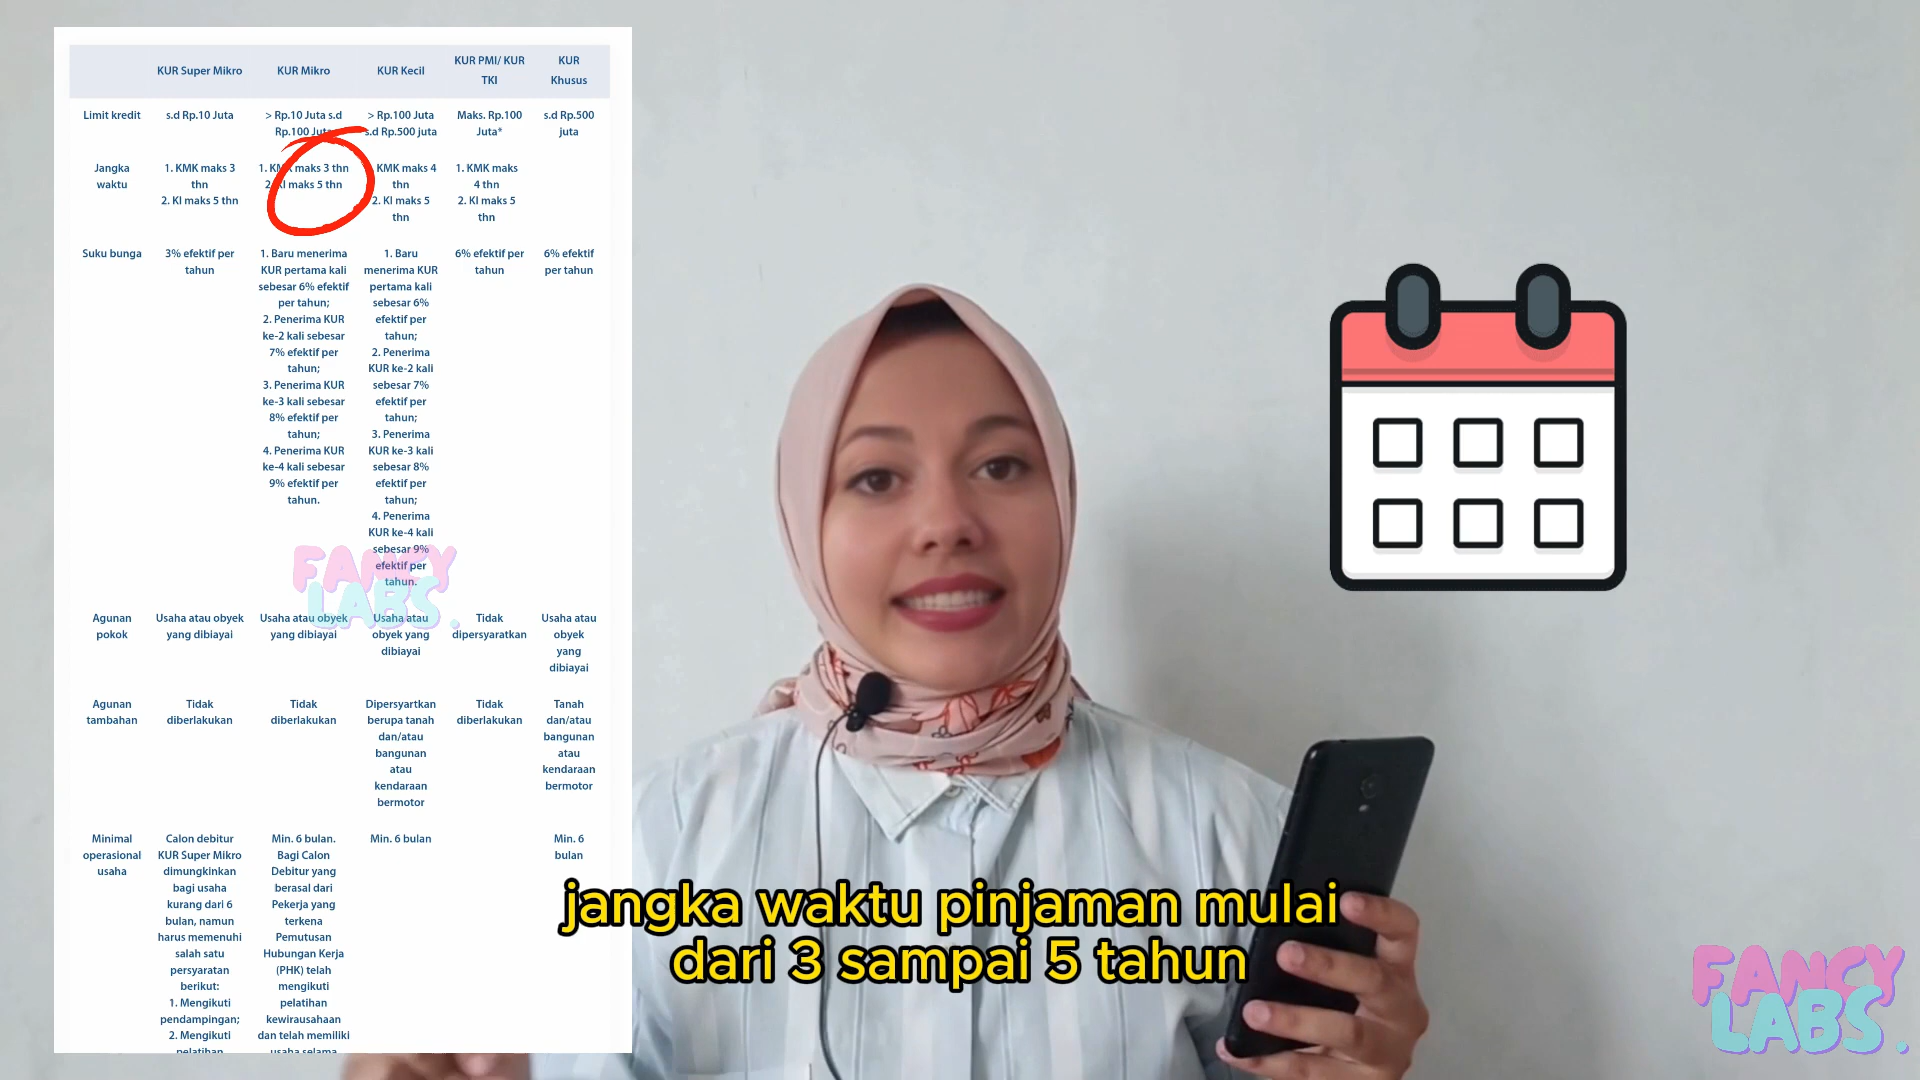 KUR Super Mikro
KUR Mikro
KUR Kecil
KUR PMI/ KUR
TKI
KUR
Khusus
Limit kredit
s.d Rp.10 Juta
> Rp.10 Juta s.d
Rp.100 Juta
> Rp.100 Juta
s.d Rp.500 juta
Maks. Rp.100
Juta*
s.d Rp.500
juta
Jangka
waktu
1. KMK maks 3
thn
2. KI maks 5 thn
1. KMK maks 3 thn
2. KI maks 5 thn
KMK maks 4
thn
2. KI maks 5
thn
1. KMK maks
4 thn
2. KI maks 5
thn
Suku bunga
3% efektif per
tahun
1. Baru menerima
KUR pertama kali
sebesar 6% efektif
per tahun;
2. Penerima KUR
ke-2 kali sebesar
7% efektif per
tahun;
3. Penerima KUR
ke-3 kali sebesar
8% efektif per
tahun;
4. Penerima KUR
ke-4 kali sebesar
9% efektif per
tahun.
1. Baru
menerima KUR
pertama kali
sebesar 6%
efektif per
tahun;
2. Penerima
KUR ke-2 kali
sebesar 7%
efektif per
tahun;
3. Penerima
KUR ke-3 kali
sebesar 8%
efektif per
tahun;
4. Penerima
KUR ke-4 kali
sebesar 9%
efektif per
tahun.
6% efektif per
tahun
6% efektif
per tahun
FANCY
LABS.
Agunan
pokok
Usaha atau obyek
yang dibiayai
Usaha atau obyek
yang dibiayai
Usaha atau
obyek yang
dibiayai
Tidak
dipersyaratkan
Usaha atau
obyek
yang
dibiayai
Agunan
tambahan
Tidak
diberlakukan
Tidak
diberlakukan
Dipersyartkan
berupa tanah
dan/atau
bangunan
atau
kendaraan
bermotor
Tidak
diberlakukan
Tanah
dan/atau
bangunan
atau
kendaraan
bermotor
Minimal
operasional
usaha
Calon debitur
KUR Super Mikro
dimungkinkan
bagi usaha
kurang dari 6
bulan, namun
harus memenuhi
salah satu
persyaratan
berikut:
1. Mengikuti
pendampingan;
2. Mengikuti
pelatihan
Min. 6 bulan.
Bagi Calon
Debitur yang
berasal dari
Pekerja yang
terkena
Pemutusan
Hubungan Kerja
(PHK) telah
mengikuti
pelatihan
kewirausahaan
dan telah memiliki
usaha selama
Min. 6 bulan
Min. 6
bulan
jangka waktu pinjaman mulai
dari 3 sampai 5 tahun
FANCY
LABS.